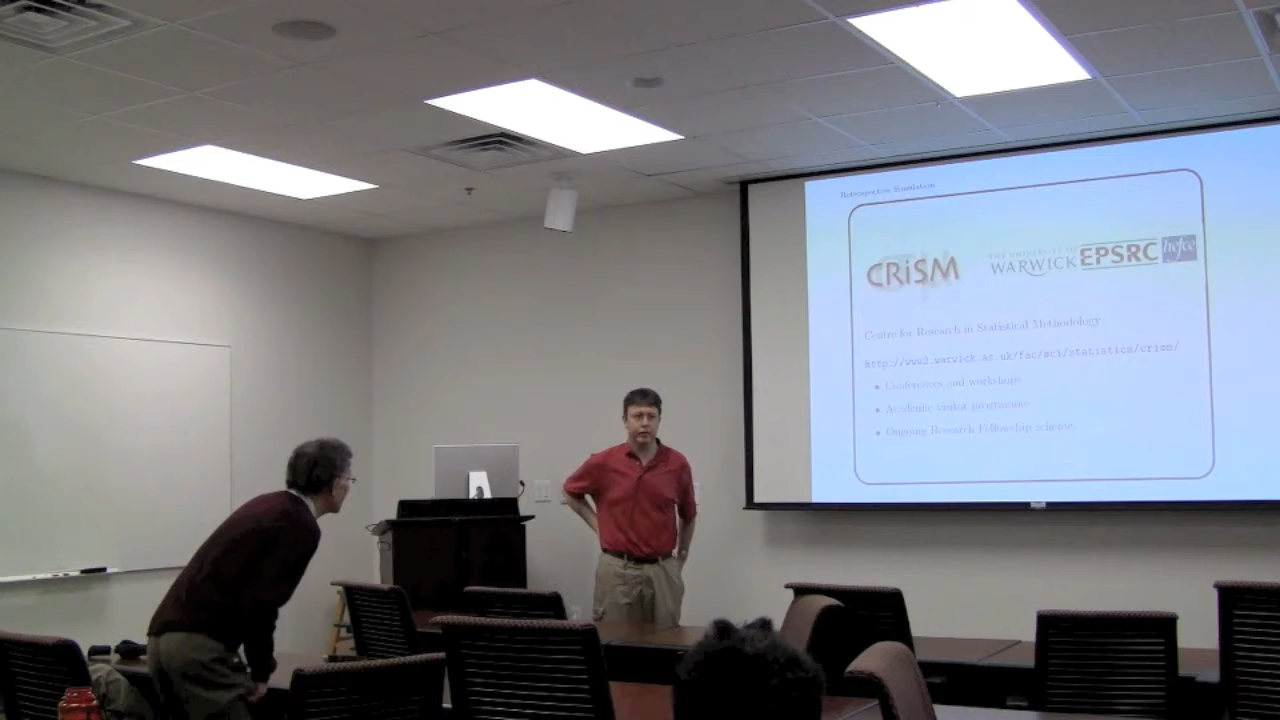 Retrospective Simulation
CRiSM
THE UNIVERSITY OF
WARWICK
EPSRC
hefce
Centre for Research in Statistical Methodology
http://www2.warwick.ac.uk/fac/sci/statistics/crism/
• Conferences and workshops
• Academic visitor programme
• Ongoing Research Fellowship scheme.